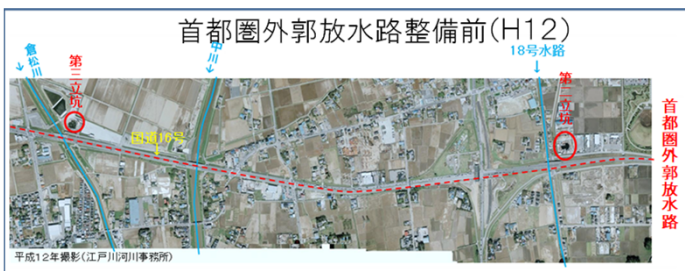 首都圏外郭放水路整備前(H12)
倉松川
第三立坑
中川
国道16号
18号水路
第二立坑
首都圏外郭放水路
平成12年撮影(江戸川河川事務所)